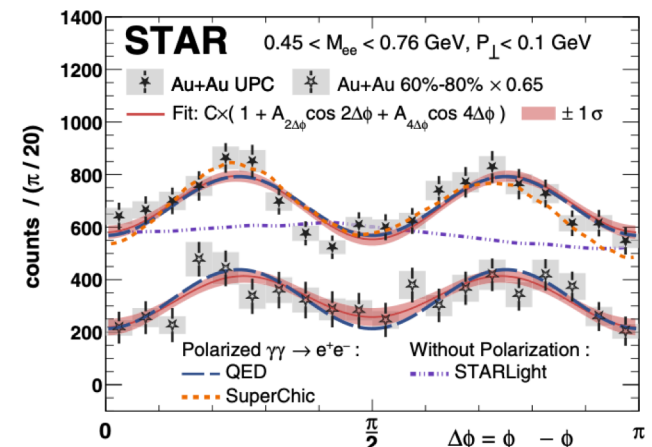 1400
1200
1000
800
600
400
200
0
counts / (π / 20)
STAR 0.45 < Mee < 0.76 GeV, P⊥ < 0.1 GeV
Au+Au UPC Au+Au 60%-80% × 0.65
Fit: C×( 1 + A2Δϕ cos 2Δϕ + A4Δϕ cos 4Δϕ ) ± 1 σ
Polarized γγ → e⁺e⁻ : Without Polarization :
QED STARLight
SuperChic
0 π/2 π
Δϕ = ϕ - ϕ